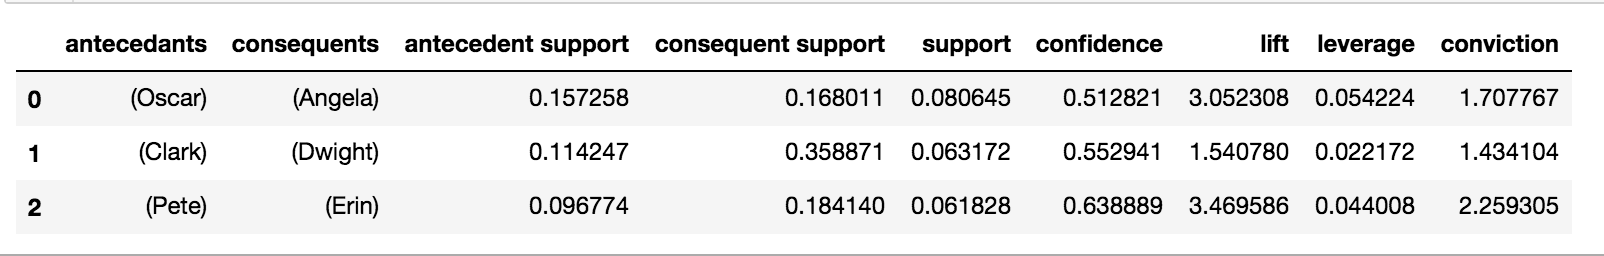 antecedants consequents antecedent support consequent support support confidence lift leverage conviction
0 (Oscar) (Angela) 0.157258 0.168011 0.080645 0.512821 3.052308 0.054224 1.707767
1 (Clark) (Dwight) 0.114247 0.358871 0.063172 0.552941 1.540780 0.022172 1.434104
2 (Pete) (Erin) 0.096774 0.184140 0.061828 0.638889 3.469586 0.044008 2.259305